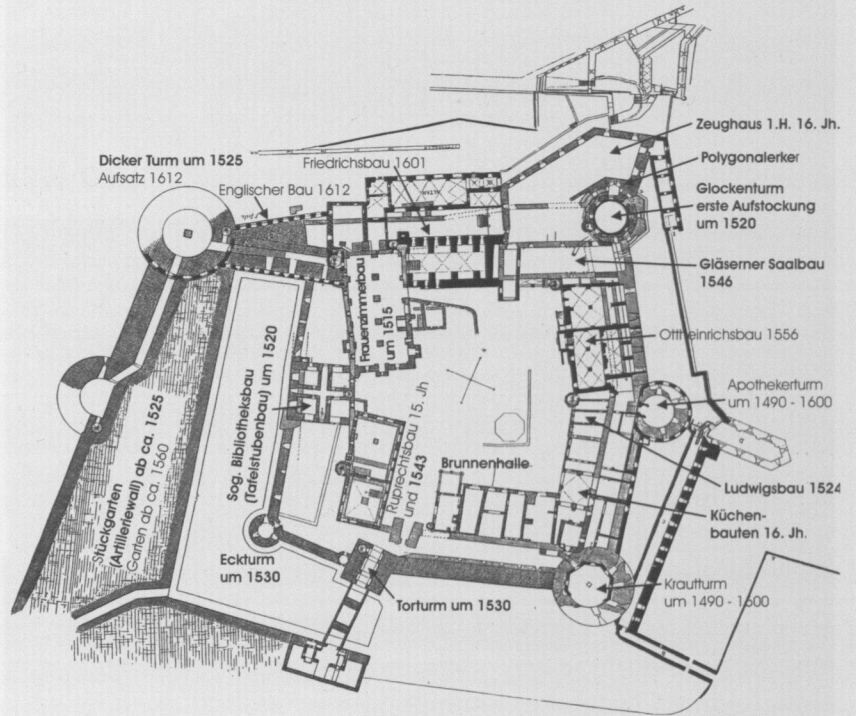 Zeughaus 1.H. 16. Jh.
Dicker Turm um 1525
Aufsatz 1612
Friedrichsbau 1601
Polygonalerker
Englischer Bau 1612
ALTAN
Glockenturm
erste Aufstockung
um 1520
Gläserner Saalbau
1546
Frauenzimmerbau
um 1515
Ottheinrichsbau 1556
Sog. Bibliotheksbau
(Tafelstubenbau) um 1520
Apothekerturm
um 1490 - 1600
Stückgarten
(Artilleriewall) ab ca. 1525
Garten ab ca. 1560
Ruprechtsbau 15. Jh
und 1543
Brunnenhalle
Ludwigsbau 1524
Küchen-
bauten 16. Jh.
Eckturm
um 1530
Torturm um 1530
Krautturm
um 1490 - 1600